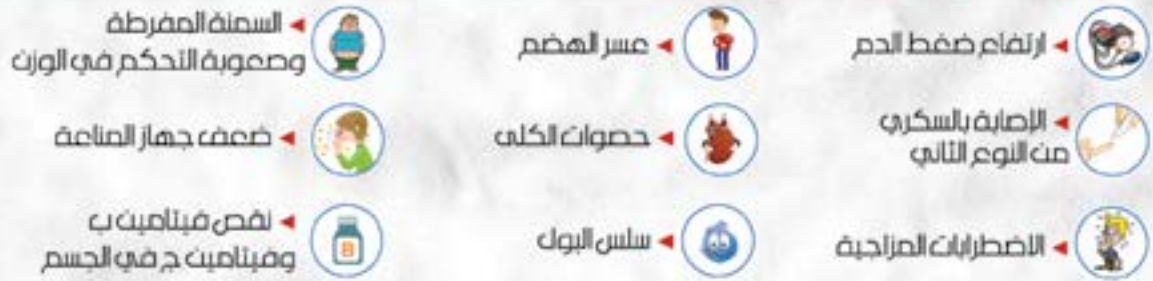 ارتفاع ضغط الدم
الإصابة بالسكري
من النوع الثاني
الاضطرابات المزاجية
عسر الهضم
حصوات الكلى
سلس البول
السمنة المفرطة
وصعوبة التحكم في الوزن
ضعف جهاز المناعة
نقص فيتامين ب
وفيتامين ج في الجسم
B